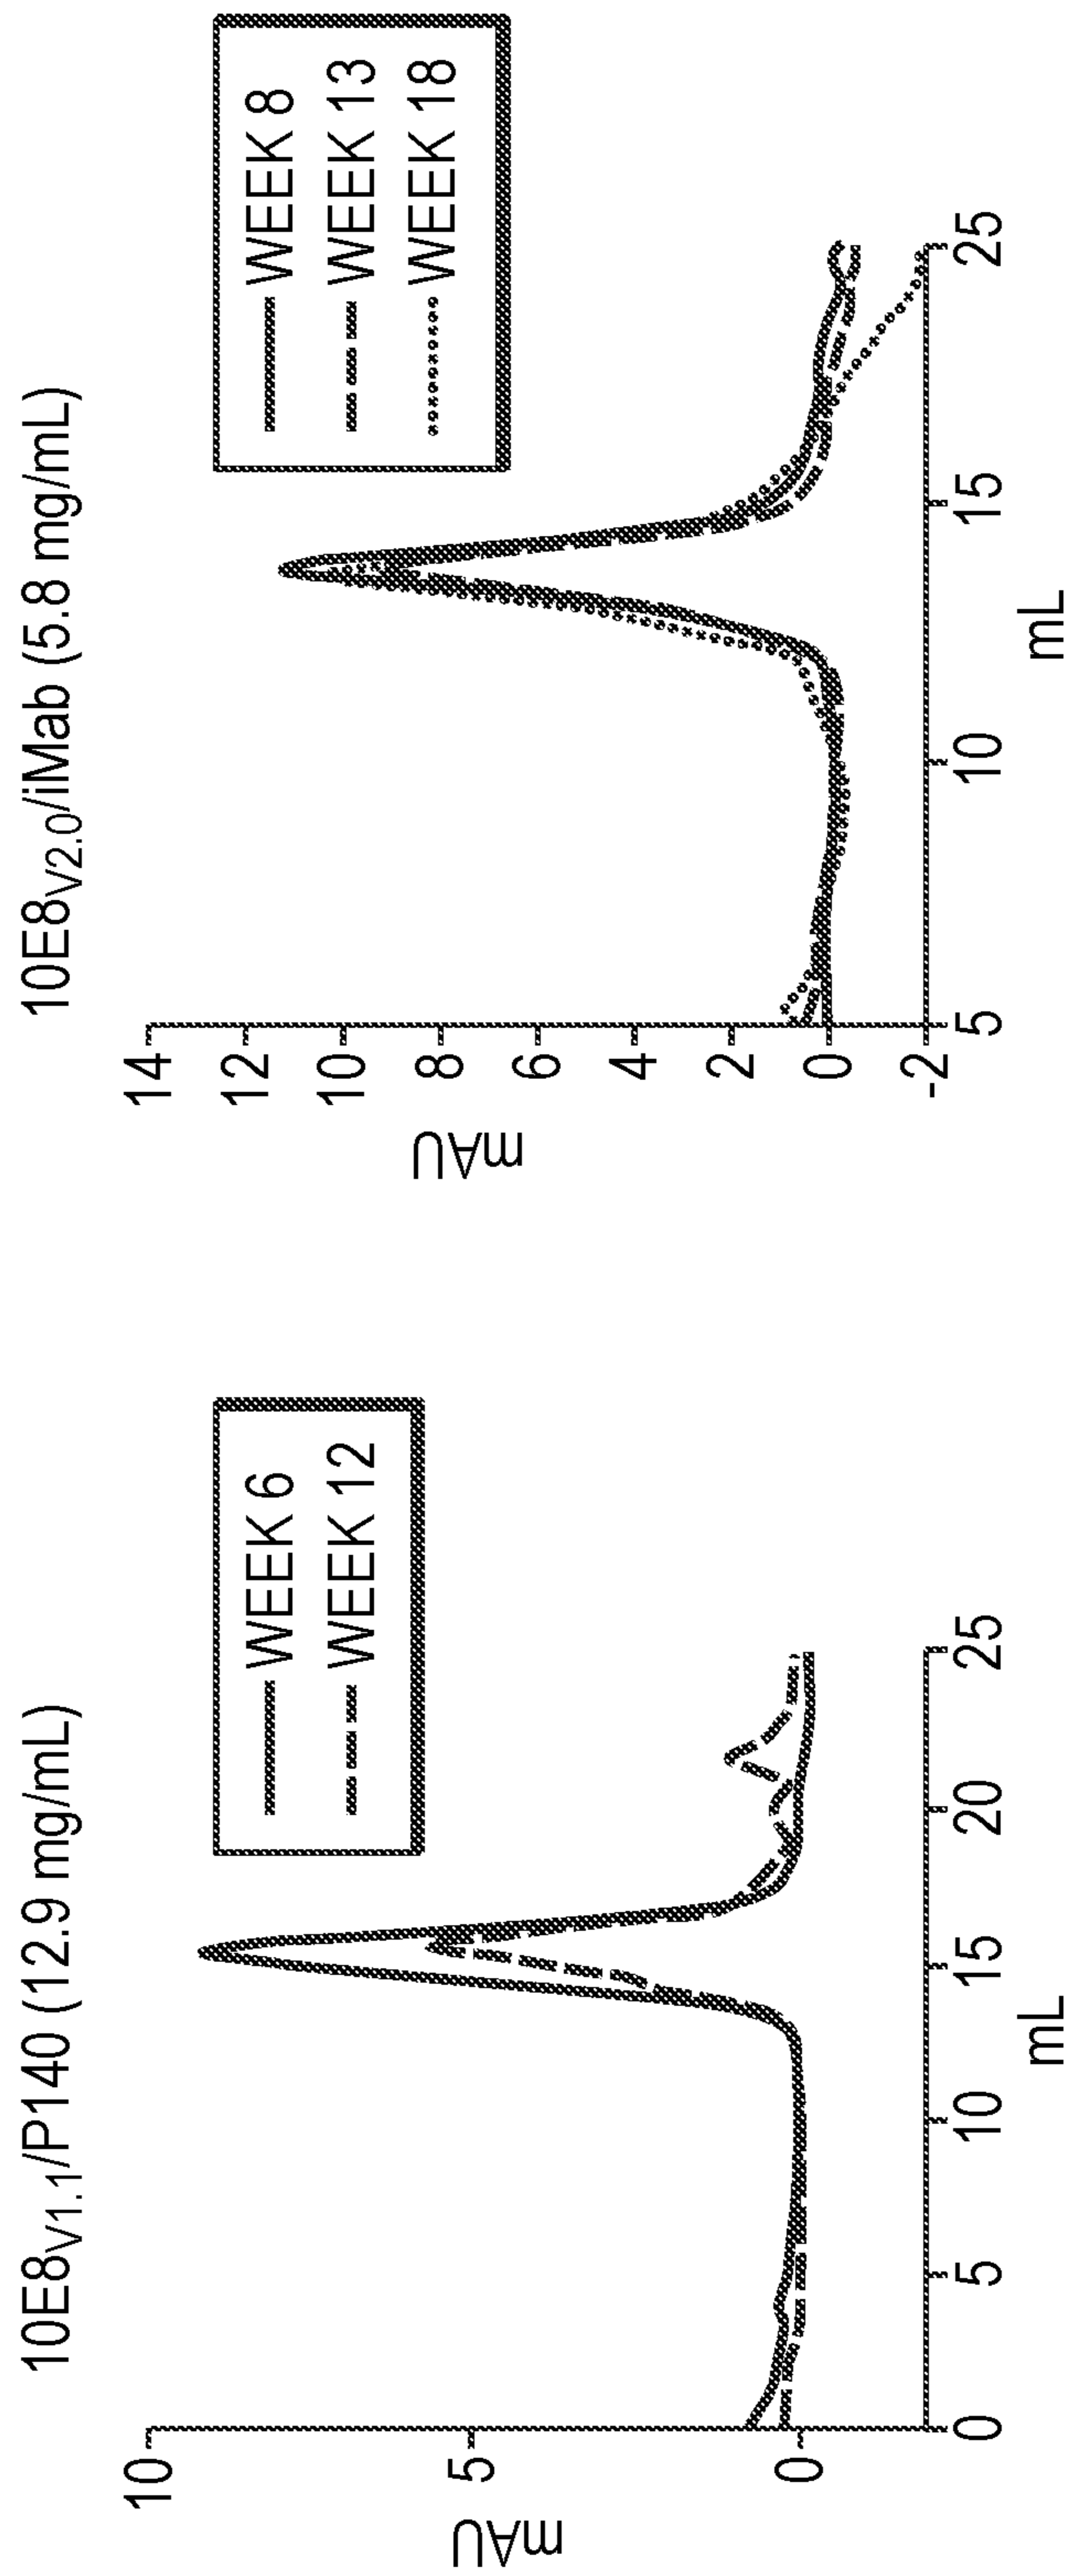 10E8V1.1/P140 (12.9 mg/mL)
WEEK 6
WEEK 12
mAU
10
5
0
0
5
10
15
20
25
mL
10E8V2.0/iMab (5.8 mg/mL)
WEEK 8
WEEK 13
WEEK 18
mAU
14
12
10
8
6
4
2
0
-2
5
10
15
25
mL